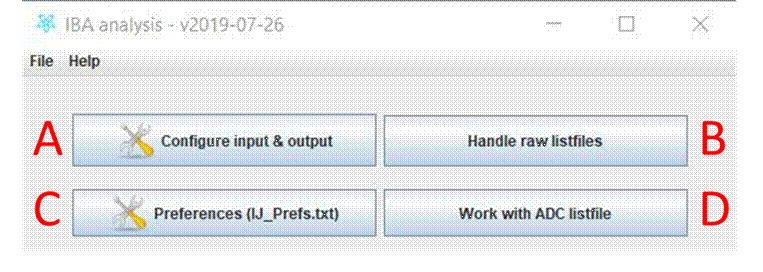 IBA analysis - v2019-07-26
File Help
A Configure input & output Handle raw listfiles B
C Preferences (IJ_Prefs.txt) Work with ADC listfile D